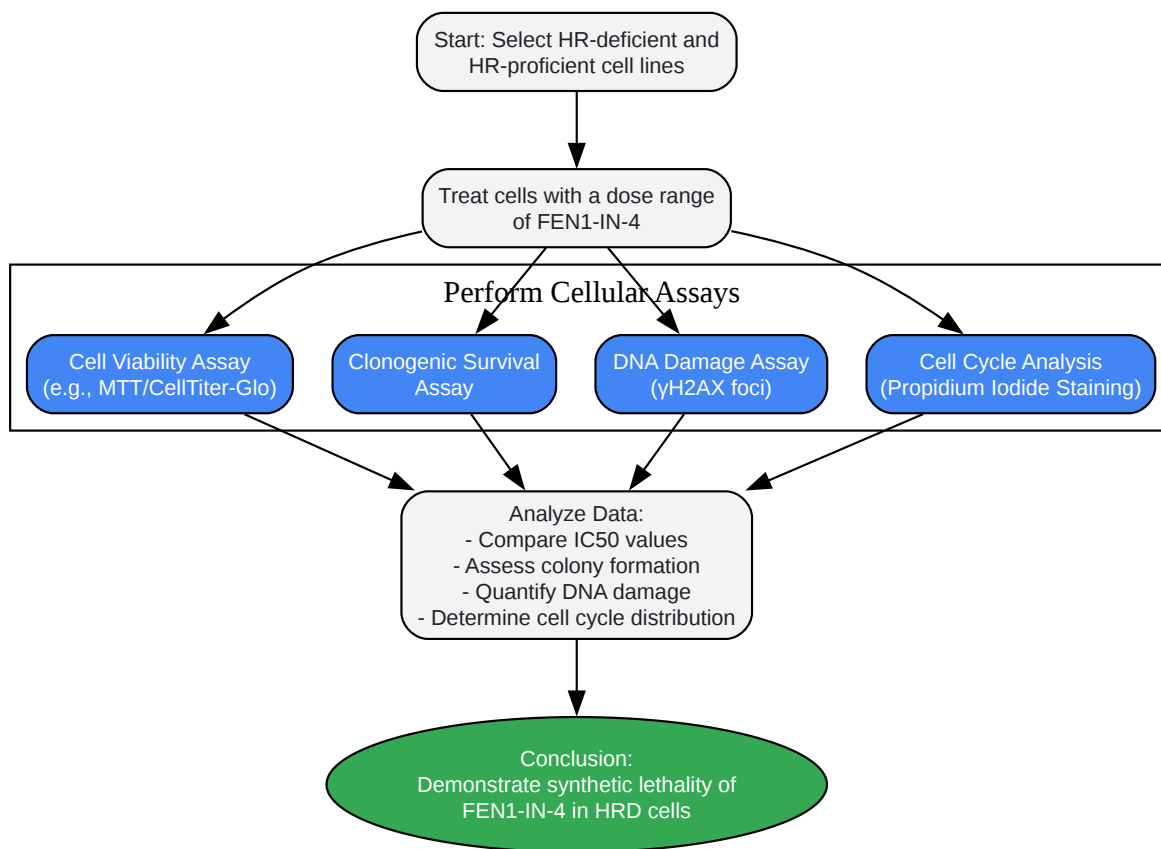 Start: Select HR-deficient and
HR-proficient cell lines
Treat cells with a dose range
of FEN1-IN-4
Perform Cellular Assays
Cell Viability Assay
(e.g., MTT/CellTiter-Glo)
Clonogenic Survival
Assay
DNA Damage Assay
(γH2AX foci)
Cell Cycle Analysis
(Propidium Iodide Staining)
Analyze Data:
- Compare IC50 values
- Assess colony formation
- Quantify DNA damage
- Determine cell cycle distribution
Conclusion:
Demonstrate synthetic lethality of
FEN1-IN-4 in HRD cells